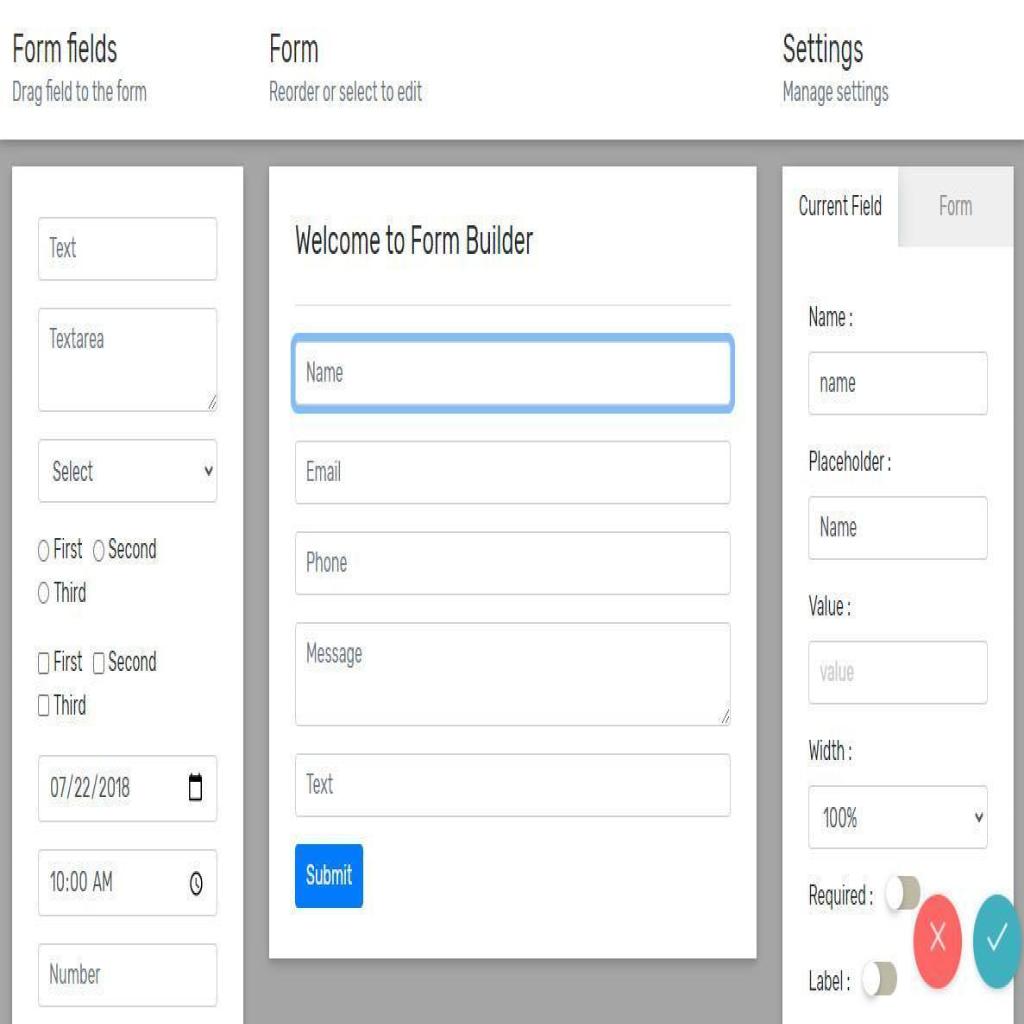 Form fields
Drag field to the form
Form
Reorder or select to edit
Settings
Manage settings
Text
Textarea
Select
First Second
Third
First Second
Third
07/22/2018
10:00 AM
Number
Welcome to Form Builder
Name
Email
Phone
Message
Text
Submit
Current Field
Form
Name :
name
Placeholder :
Name
Value :
value
Width :
100%
Required :
Label :